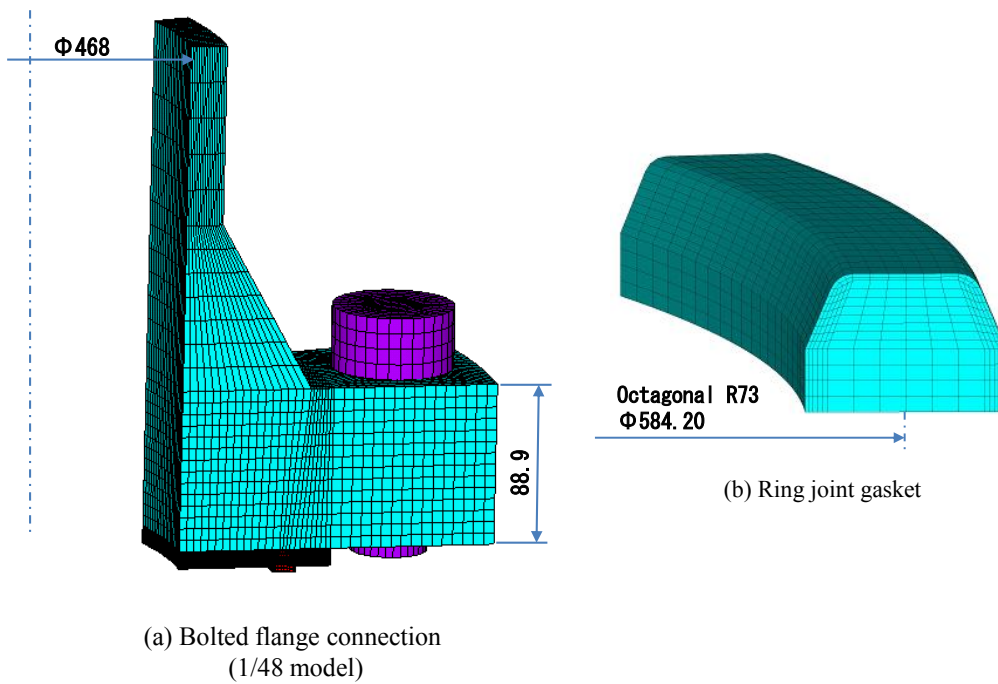 Φ468
88.9
(a) Bolted flange connection
(1/48 model)
Octagonal R73
Φ584.20
(b) Ring joint gasket